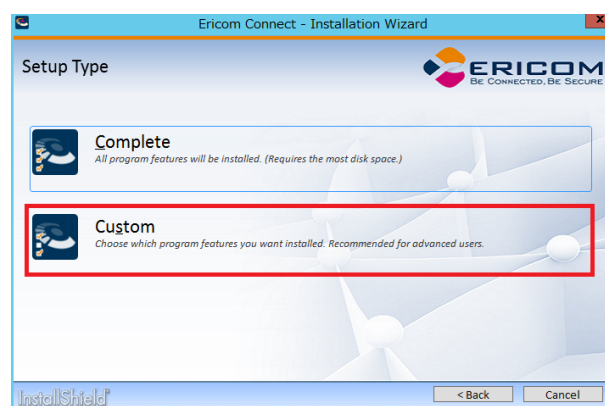 Ericom Connect - Installation Wizard
x
Setup Type
ERICOM
BE CONNECTED, BE SECURE
Complete
All program features will be installed. (Requires the most disk space.)
Custom
Choose which program features you want installed. Recommended for advanced users.
InstallShield
< Back
Cancel